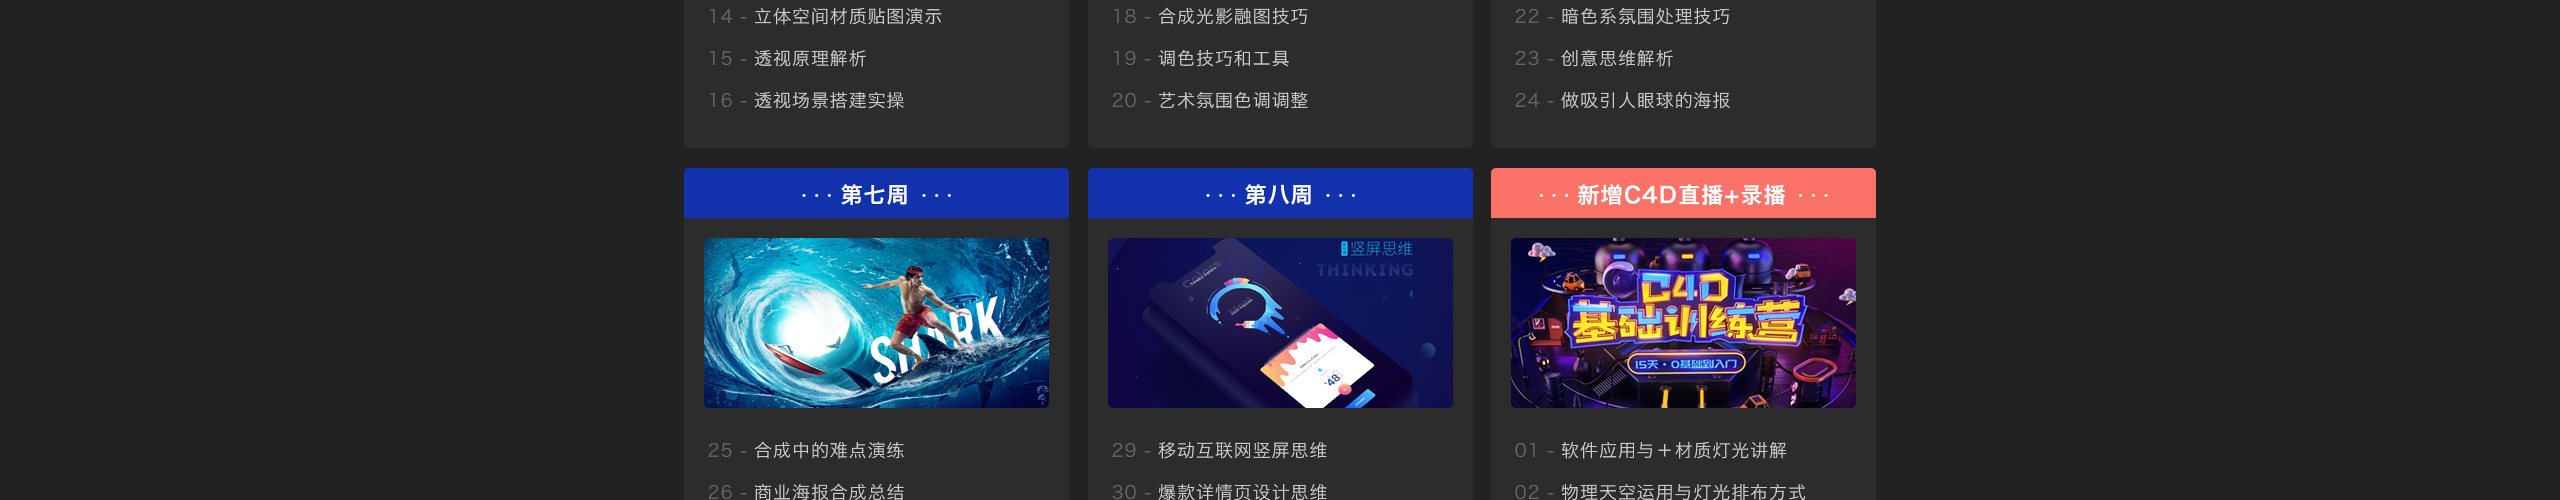 14 - 立体空间材质贴图演示
15 - 透视原理解析
16 - 透视场景搭建实操
18 - 合成光影融图技巧
19 - 调色技巧和工具
20 - 艺术氛围色调调整
22 - 暗色系氛围处理技巧
23 - 创意思维解析
24 - 做吸引人眼球的海报
··· 第七周 ···
SHARK
25 - 合成中的难点演练
26 - 商业海报合成总结
··· 第八周 ···
竖屏思维
THINKING
48
29 - 移动互联网竖屏思维
30 - 爆款详情页设计思维
··· 新增C4D直播+录播 ···
C4D
基础训练营
15天·0基础到入门
01 - 软件应用与＋材质灯光讲解
02 - 物理天空运用与灯光排布方式